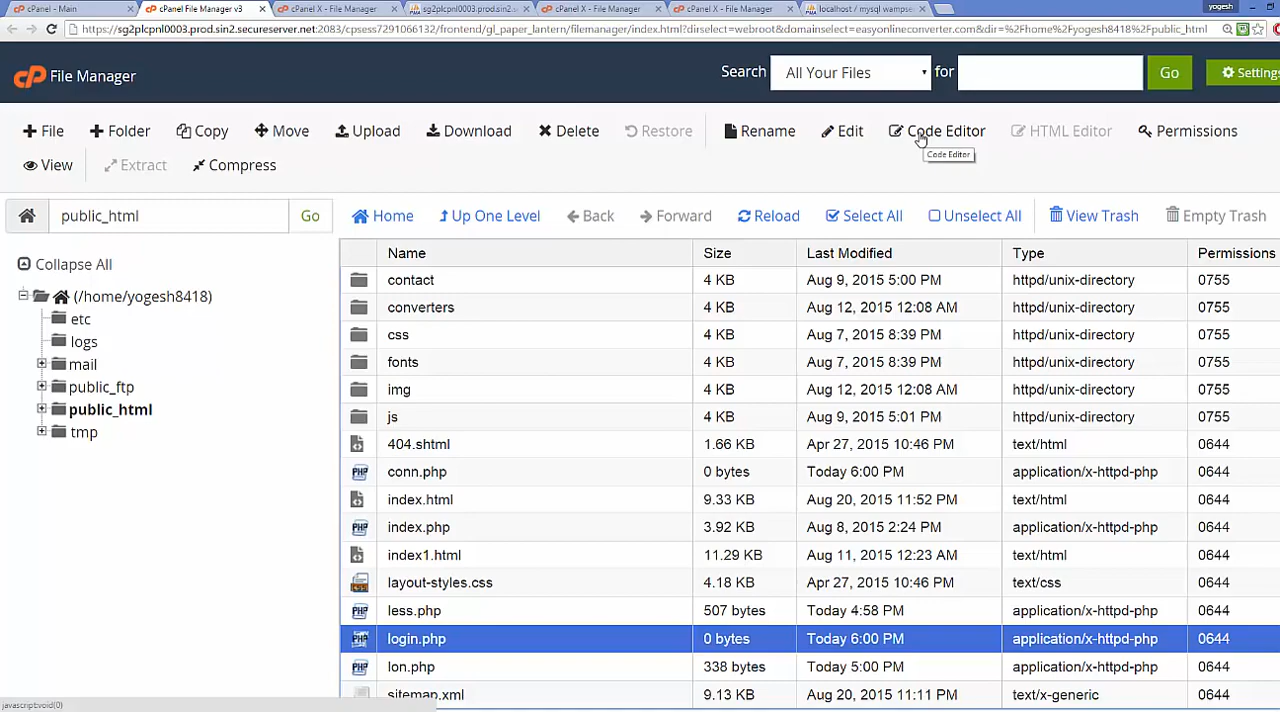 cPanel - Main
cPanel File Manager v3
cPanel X - File Manager
sg2plcpnl0003.prod.sin2.s
cPanel X - File Manager
cPanel X - File Manager
localhost / mysql wampse
yogesh
https://sg2plcpnl0003.prod.sin2.secureserver.net:2083/cpsess7291066132/frontend/gl_paper_lantern/filemanager/index.html?dirselect=webroot&domainselect=easyonlineconverter.com&dir=%2Fhome%2Fyogesh8418%2Fpublic_html
cP File Manager
Search All Your Files for Go Settings
File Folder Copy Move Upload Download Delete Restore Rename Edit Code Editor HTML Editor Permissions
Code Editor
View Extract Compress
public_html Go
Home Up One Level Back Forward Reload Select All Unselect All View Trash Empty Trash
Collapse All
(/home/yogesh8418)
etc
logs
mail
public_ftp
public_html
tmp
Name Size Last Modified Type Permissions
contact 4 KB Aug 9, 2015 5:00 PM httpd/unix-directory 0755
converters 4 KB Aug 12, 2015 12:08 AM httpd/unix-directory 0755
css 4 KB Aug 7, 2015 8:39 PM httpd/unix-directory 0755
fonts 4 KB Aug 7, 2015 8:39 PM httpd/unix-directory 0755
img 4 KB Aug 12, 2015 12:08 AM httpd/unix-directory 0755
js 4 KB Aug 9, 2015 5:01 PM httpd/unix-directory 0755
404.shtml 1.66 KB Apr 27, 2015 10:46 PM text/html 0644
conn.php 0 bytes Today 6:00 PM application/x-httpd-php 0644
index.html 9.33 KB Aug 20, 2015 11:52 PM text/html 0644
index.php 3.92 KB Aug 8, 2015 2:24 PM application/x-httpd-php 0644
index1.html 11.29 KB Aug 11, 2015 12:23 AM text/html 0644
layout-styles.css 4.18 KB Apr 27, 2015 10:46 PM text/css 0644
less.php 507 bytes Today 4:58 PM application/x-httpd-php 0644
login.php 0 bytes Today 6:00 PM application/x-httpd-php 0644
lon.php 338 bytes Today 5:00 PM application/x-httpd-php 0644
sitemap.xml 9.13 KB Aug 20, 2015 11:11 PM text/x-generic 0644
javascript:void(0)